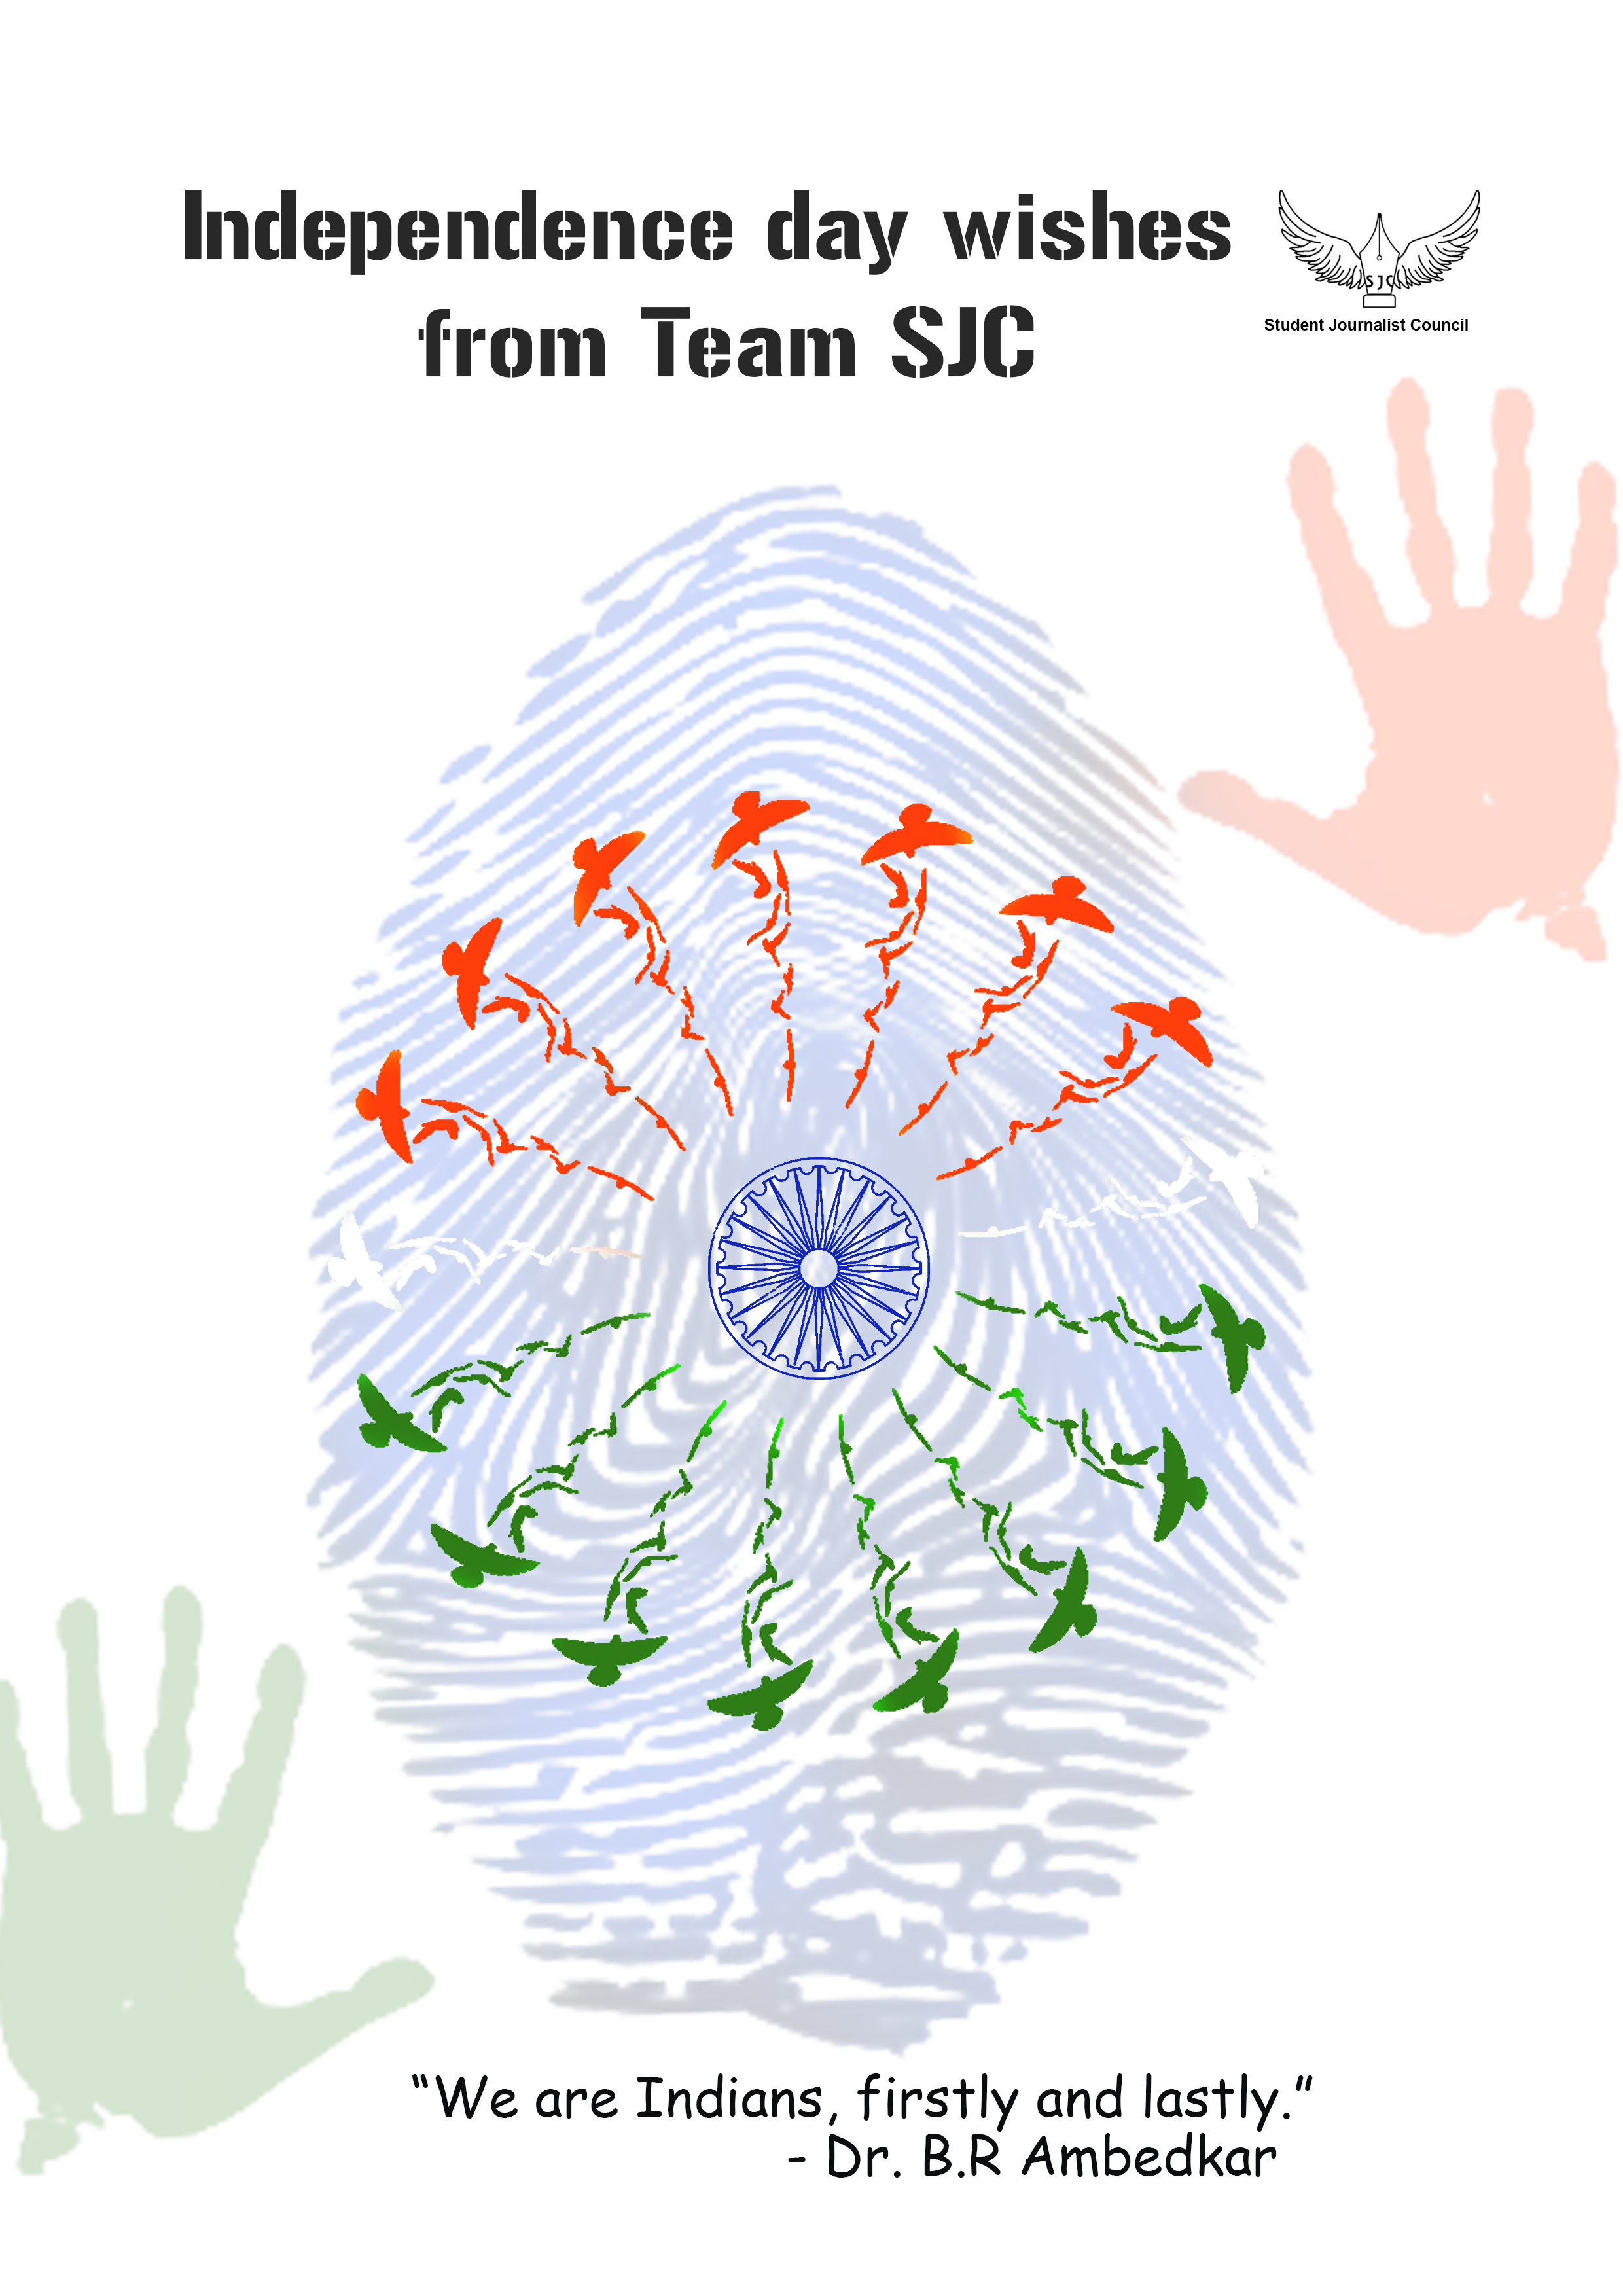 Independence day wishes
from Team SJC
SJC
Student Journalist Council
“We are Indians, firstly and lastly.”
- Dr. B.R Ambedkar